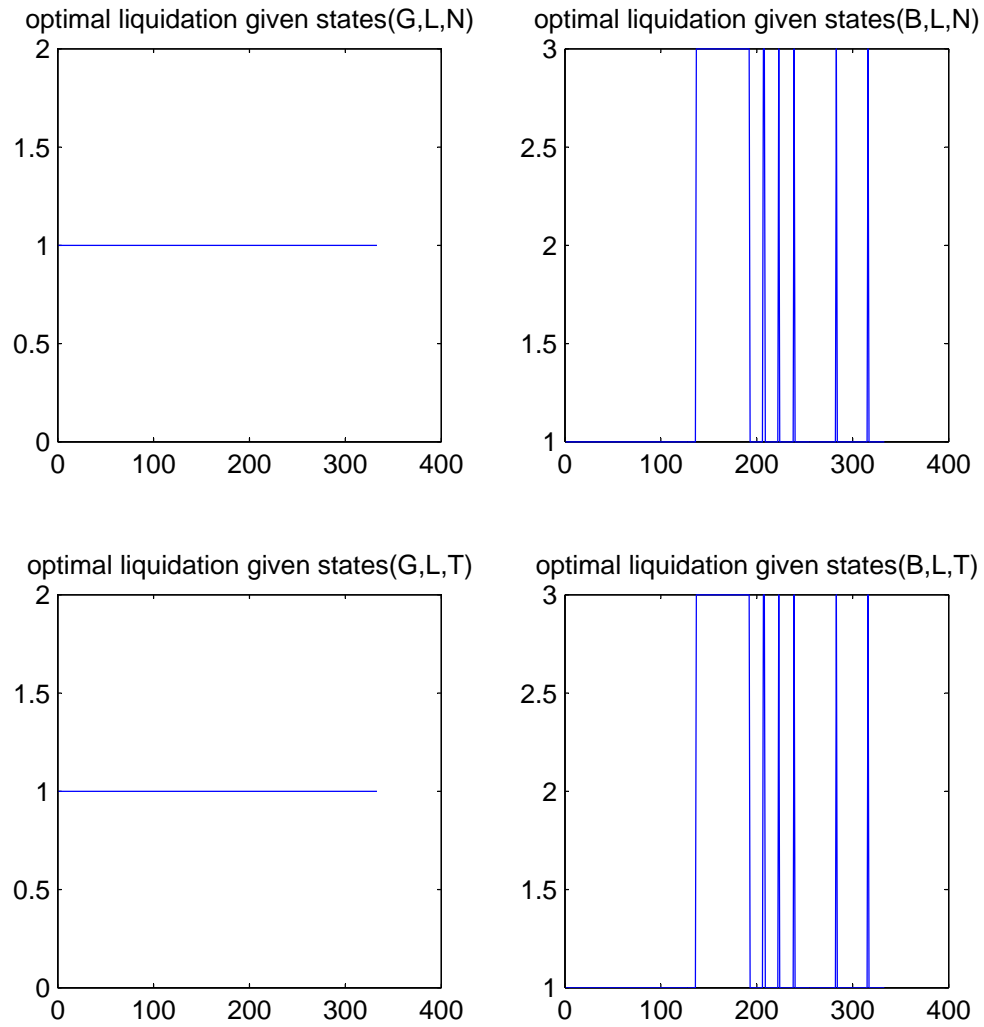 optimal liquidation given states(G,L,N)
2
1.5
1
0.5
0
0 100 200 300 400
optimal liquidation given states(B,L,N)
3
2.5
2
1.5
1
0 100 200 300 400
optimal liquidation given states(G,L,T)
2
1.5
1
0.5
0
0 100 200 300 400
optimal liquidation given states(B,L,T)
3
2.5
2
1.5
1
0 100 200 300 400